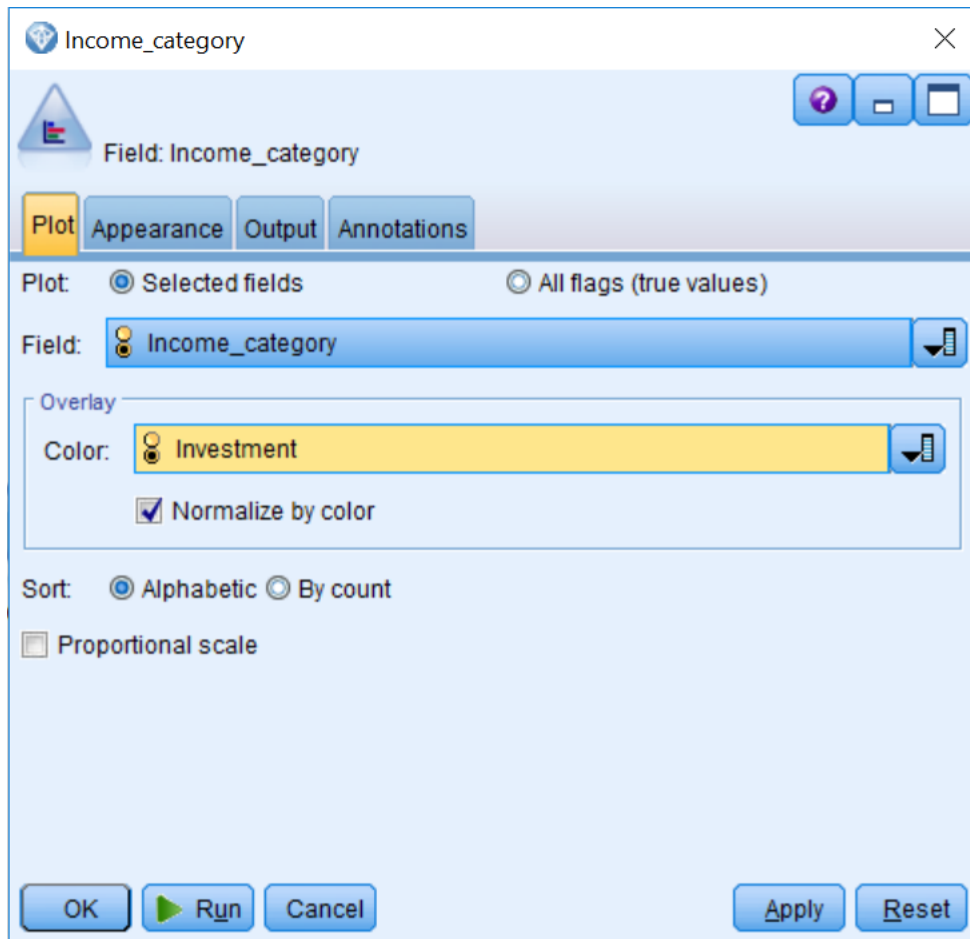 Income_category
?
Field: Income_category
Plot Appearance Output Annotations
Plot: Selected fields All flags (true values)
Field: Income_category
Overlay
Color: Investment
Normalize by color
Sort: Alphabetic By count
Proportional scale
OK Run Cancel Apply Reset